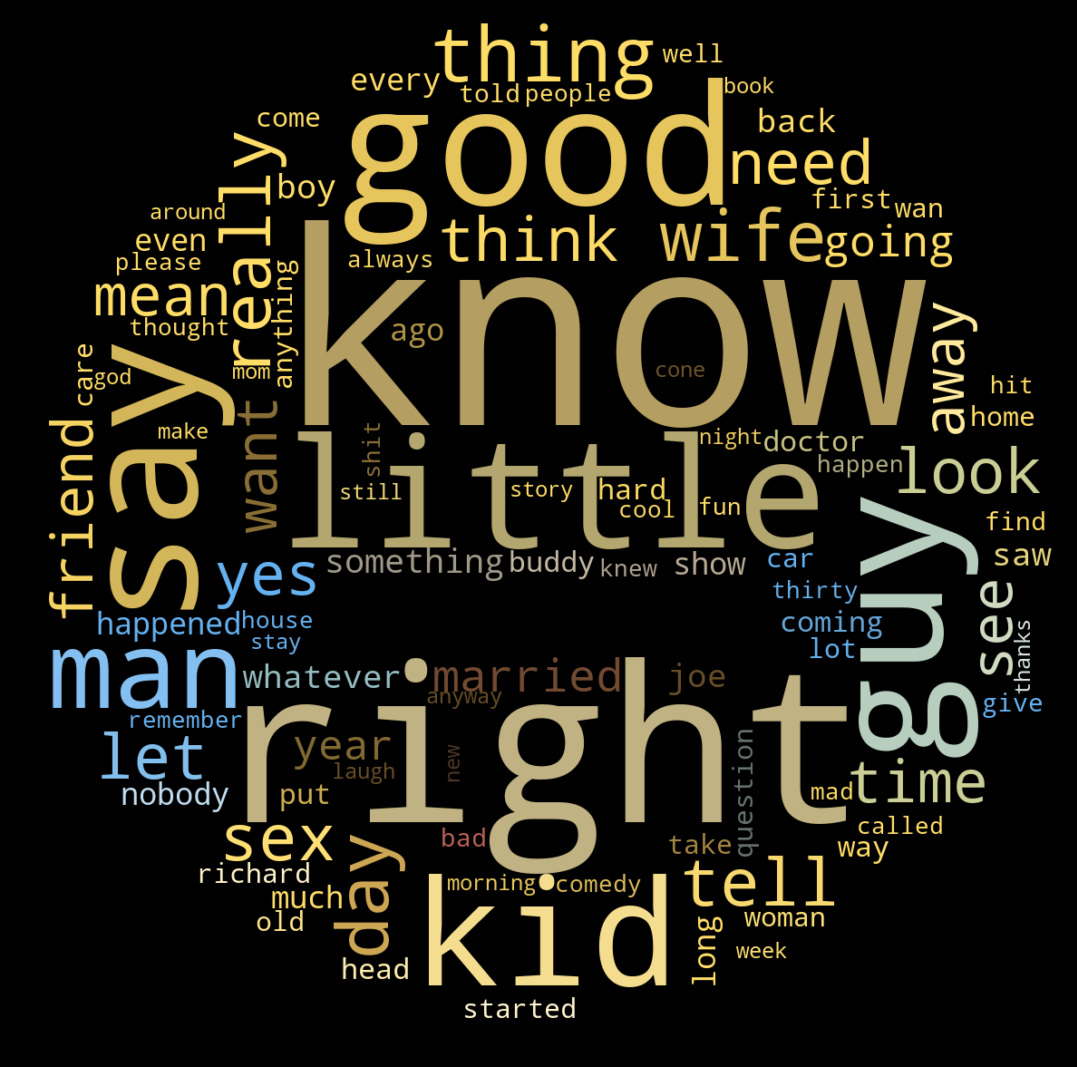 thing
well
every
told
people
book
good
come
back
need
really
boy
first
wan
around
even
think
wife
going
please
always
know
mean
anything
thought
ago
away
say
care
god
mom
cone
hit
home
friend
want
make
shit
little
night
doctor
happen
look
still
story
hard
cool
fun
guy
find
saw
yes
something
buddy
knew
show
car
thirty
see
happened
house
stay
coming
lot
thanks
man
whatever
married
anyway
joe
right
give
remember
let
year
laugh
new
question
time
nobody
put
mad
sex
day
bad
take
called
way
richard
much
old
morning
comedy
kid
tell
long
woman
week
head
started